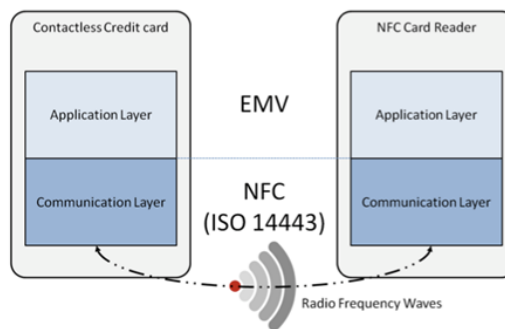 Contactless Credit card
NFC Card Reader
Application Layer
EMV
Application Layer
Communication Layer
NFC
(ISO 14443)
Communication Layer
Radio Frequency Waves